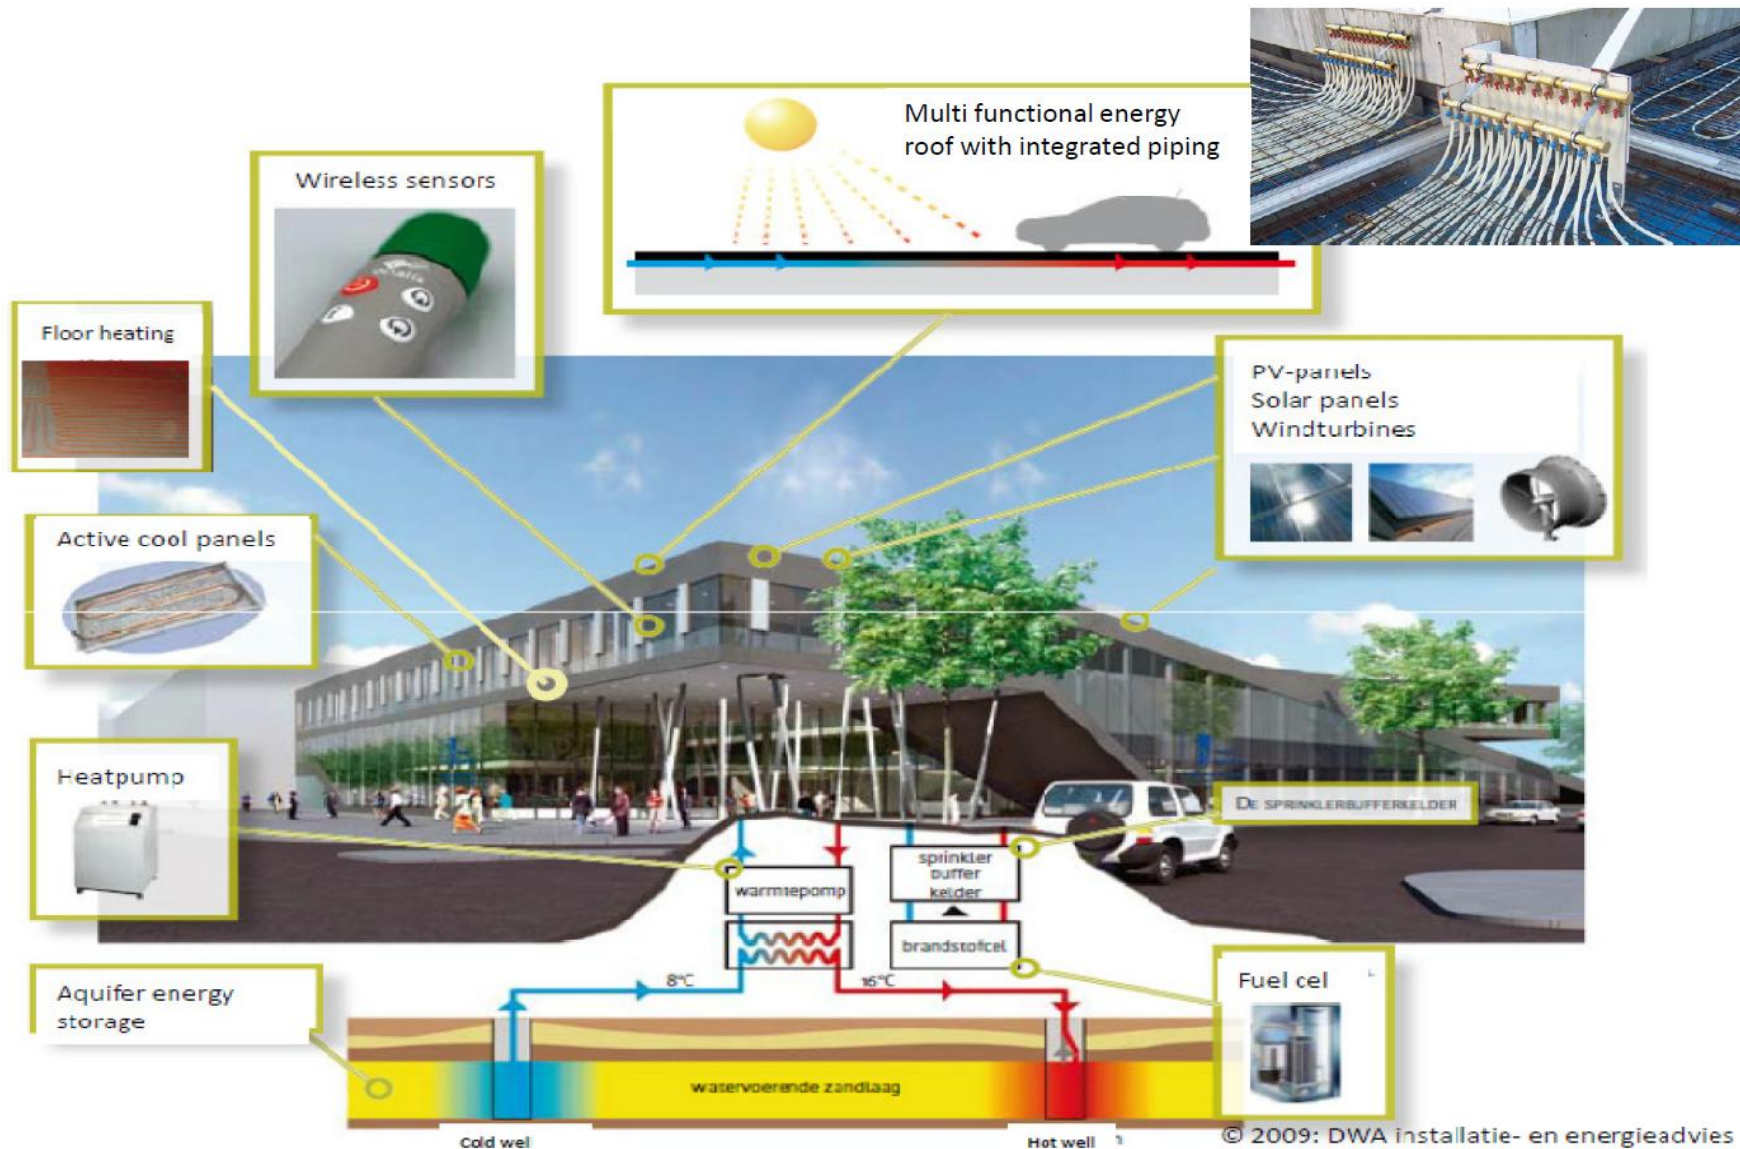 Multi functional energy
roof with integrated piping
Wireless sensors
Floor heating
PV-panels
Solar panels
Windturbines
Active cool panels
Heatpump
DE SPRINKLERBUFFERKELDER
sprinkler
buffer
kelder
warmtepomp
brandstofcel
Aquifer energy
storage
8°C
16°C
Fuel cel
watervoerende zandlaag
Cold wel
Hot well
© 2009: DWA installatie- en energieadvies